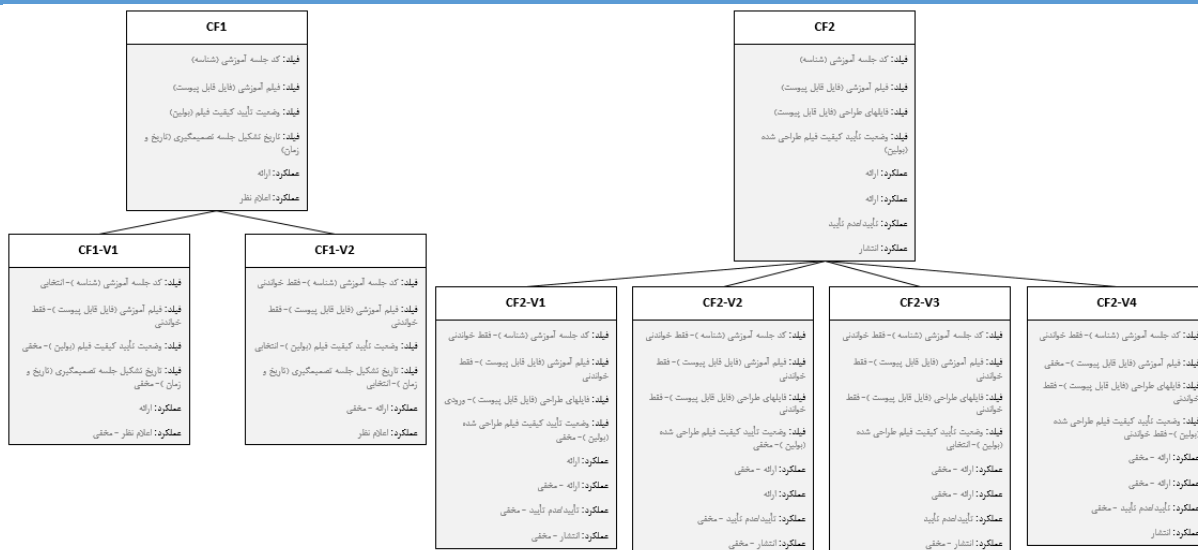 CF1
فیلد: کد جلسه آموزشی (شناسه)
فیلد: فیلم آموزشی (فایل قابل پیوست)
فیلد: وضعیت تأیید کیفیت فیلم (بولین)
فیلد: تاریخ تشکیل جلسه تصمیمگیری (تاریخ و
زمان)
عملکرد: ارائه
عملکرد: اعلام نظر
CF2
فیلد: کد جلسه آموزشی (شناسه)
فیلد: فیلم آموزشی (فایل قابل پیوست)
فیلد: فایلهای طراحی (فایل قابل پیوست)
فیلد: وضعیت تأیید کیفیت فیلم طراحی شده
(بولین)
عملکرد: ارائه
عملکرد: ارائه
عملکرد: تأیید/عدم تأیید
عملکرد: انتشار
CF1-V1
فیلد: کد جلسه آموزشی (شناسه )- انتخابی
فیلد: فیلم آموزشی (فایل قابل پیوست )- فقط
خواندنی
فیلد: وضعیت تأیید کیفیت فیلم (بولین )- مخفی
فیلد: تاریخ تشکیل جلسه تصمیمگیری (تاریخ و
زمان )- مخفی
عملکرد: ارائه
عملکرد: اعلام نظر - مخفی
CF1-V2
فیلد: کد جلسه آموزشی (شناسه )- فقط خواندنی
فیلد: فیلم آموزشی (فایل قابل پیوست )- فقط
خواندنی
فیلد: وضعیت تأیید کیفیت فیلم (بولین )- انتخابی
فیلد: تاریخ تشکیل جلسه تصمیمگیری (تاریخ و
زمان )- انتخابی
عملکرد: ارائه - مخفی
عملکرد: اعلام نظر
CF2-V1
فیلد: کد جلسه آموزشی (شناسه )- فقط خواندنی
فیلد: فیلم آموزشی (فایل قابل پیوست )- فقط
خواندنی
فیلد: فایلهای طراحی (فایل قابل پیوست )- ورودی
فیلد: وضعیت تأیید کیفیت فیلم طراحی شده
(بولین )- مخفی
عملکرد: ارائه
عملکرد: ارائه - مخفی
عملکرد: تأیید/عدم تأیید - مخفی
عملکرد: انتشار - مخفی
CF2-V2
فیلد: کد جلسه آموزشی (شناسه )- فقط خواندنی
فیلد: فیلم آموزشی (فایل قابل پیوست )- فقط
خواندنی
فیلد: فایلهای طراحی (فایل قابل پیوست )- فقط
خواندنی
فیلد: وضعیت تأیید کیفیت فیلم طراحی شده
(بولین )- مخفی
عملکرد: ارائه - مخفی
عملکرد: ارائه
عملکرد: تأیید/عدم تأیید - مخفی
عملکرد: انتشار - مخفی
CF2-V3
فیلد: کد جلسه آموزشی (شناسه )- فقط خواندنی
فیلد: فیلم آموزشی (فایل قابل پیوست )- فقط
خواندنی
فیلد: فایلهای طراحی (فایل قابل پیوست )- فقط
خواندنی
فیلد: وضعیت تأیید کیفیت فیلم طراحی شده
(بولین )- انتخابی
عملکرد: ارائه - مخفی
عملکرد: ارائه - مخفی
عملکرد: تأیید/عدم تأیید
عملکرد: انتشار - مخفی
CF2-V4
فیلد: کد جلسه آموزشی (شناسه )- فقط خواندنی
فیلد: فیلم آموزشی (فایل قابل پیوست )- مخفی
فیلد: فایلهای طراحی (فایل قابل پیوست )- فقط
خواندنی
فیلد: وضعیت تأیید کیفیت فیلم طراحی شده
(بولین )- فقط خواندنی
عملکرد: ارائه - مخفی
عملکرد: ارائه - مخفی
عملکرد: تأیید/عدم تأیید - مخفی
عملکرد: انتشار